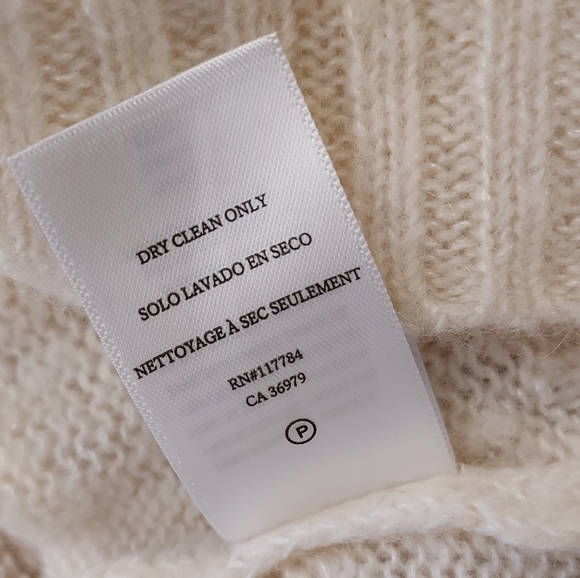 DRY CLEAN ONLY
SOLO LAVADO EN SECO
NETTOYAGE À SEC SEULEMENT
RN#117784
CA 36979
P